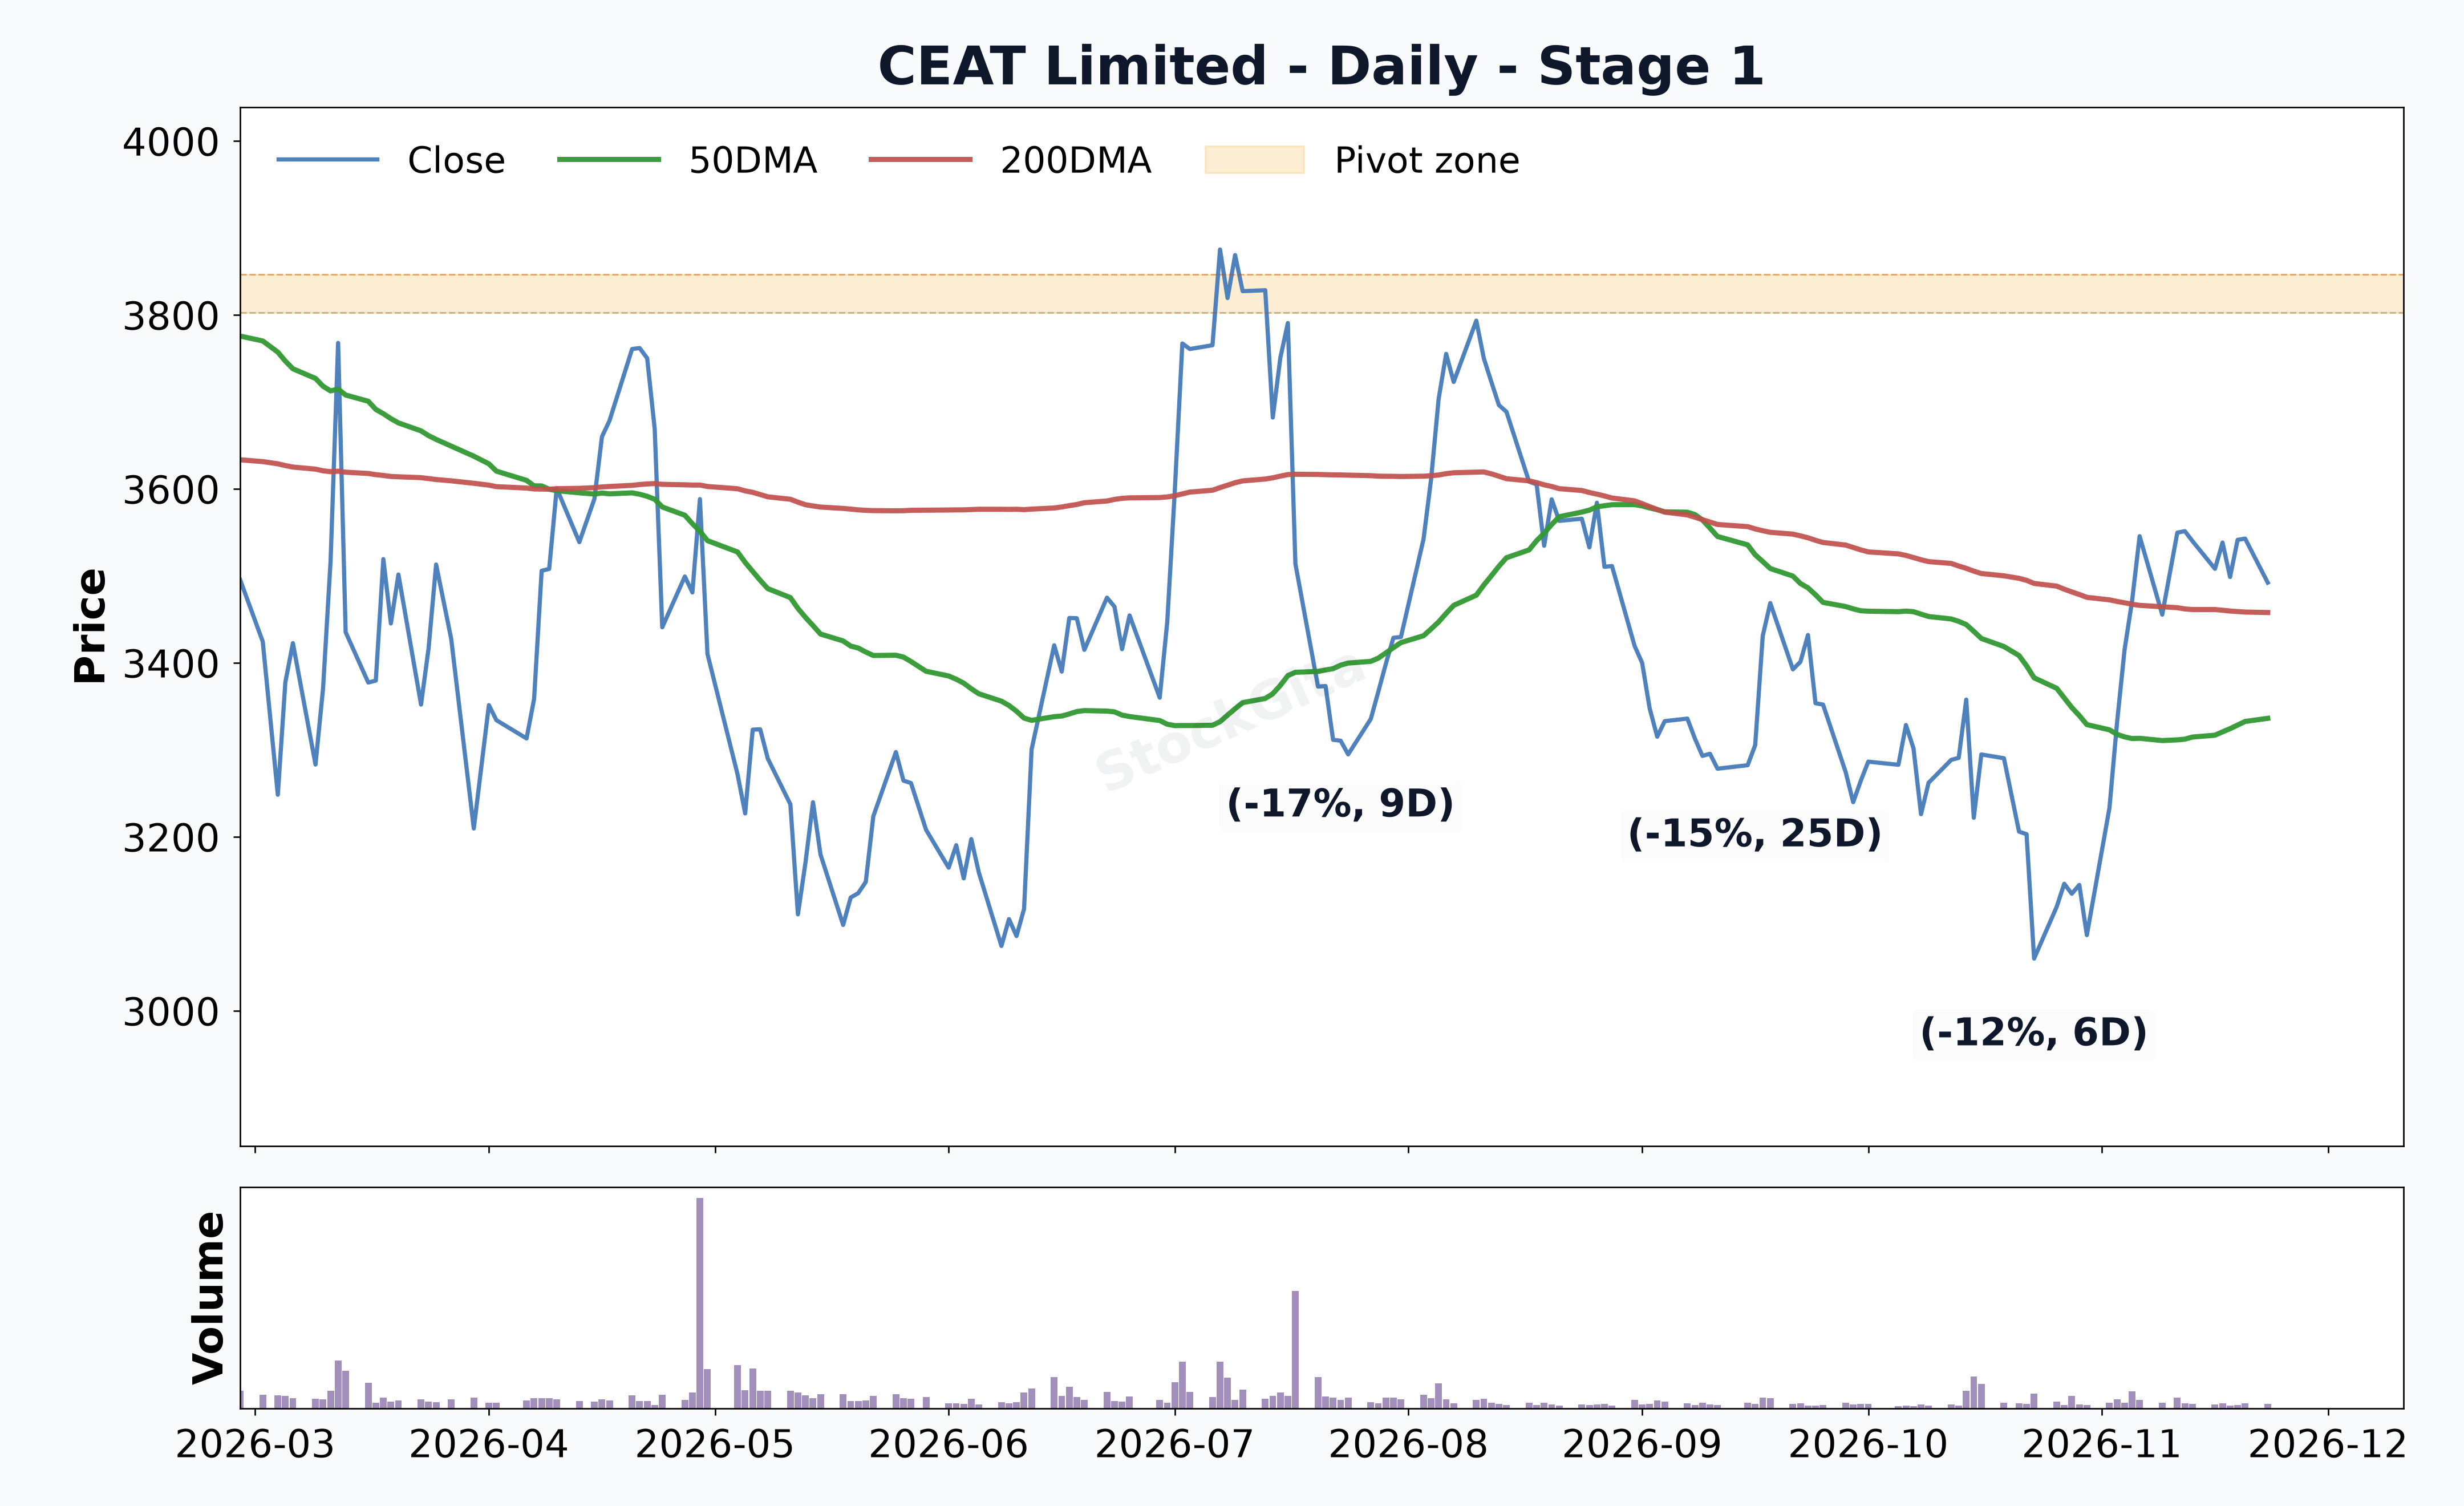 CEAT Limited - Daily - Stage 1
Close 50DMA 200DMA Pivot zone
4000
3800
3600
3400
3200
3000
Price
StockGita
(-17%, 9D)
(-15%, 25D)
(-12%, 6D)
Volume
2026-03 2026-04 2026-05 2026-06 2026-07 2026-08 2026-09 2026-10 2026-11 2026-12